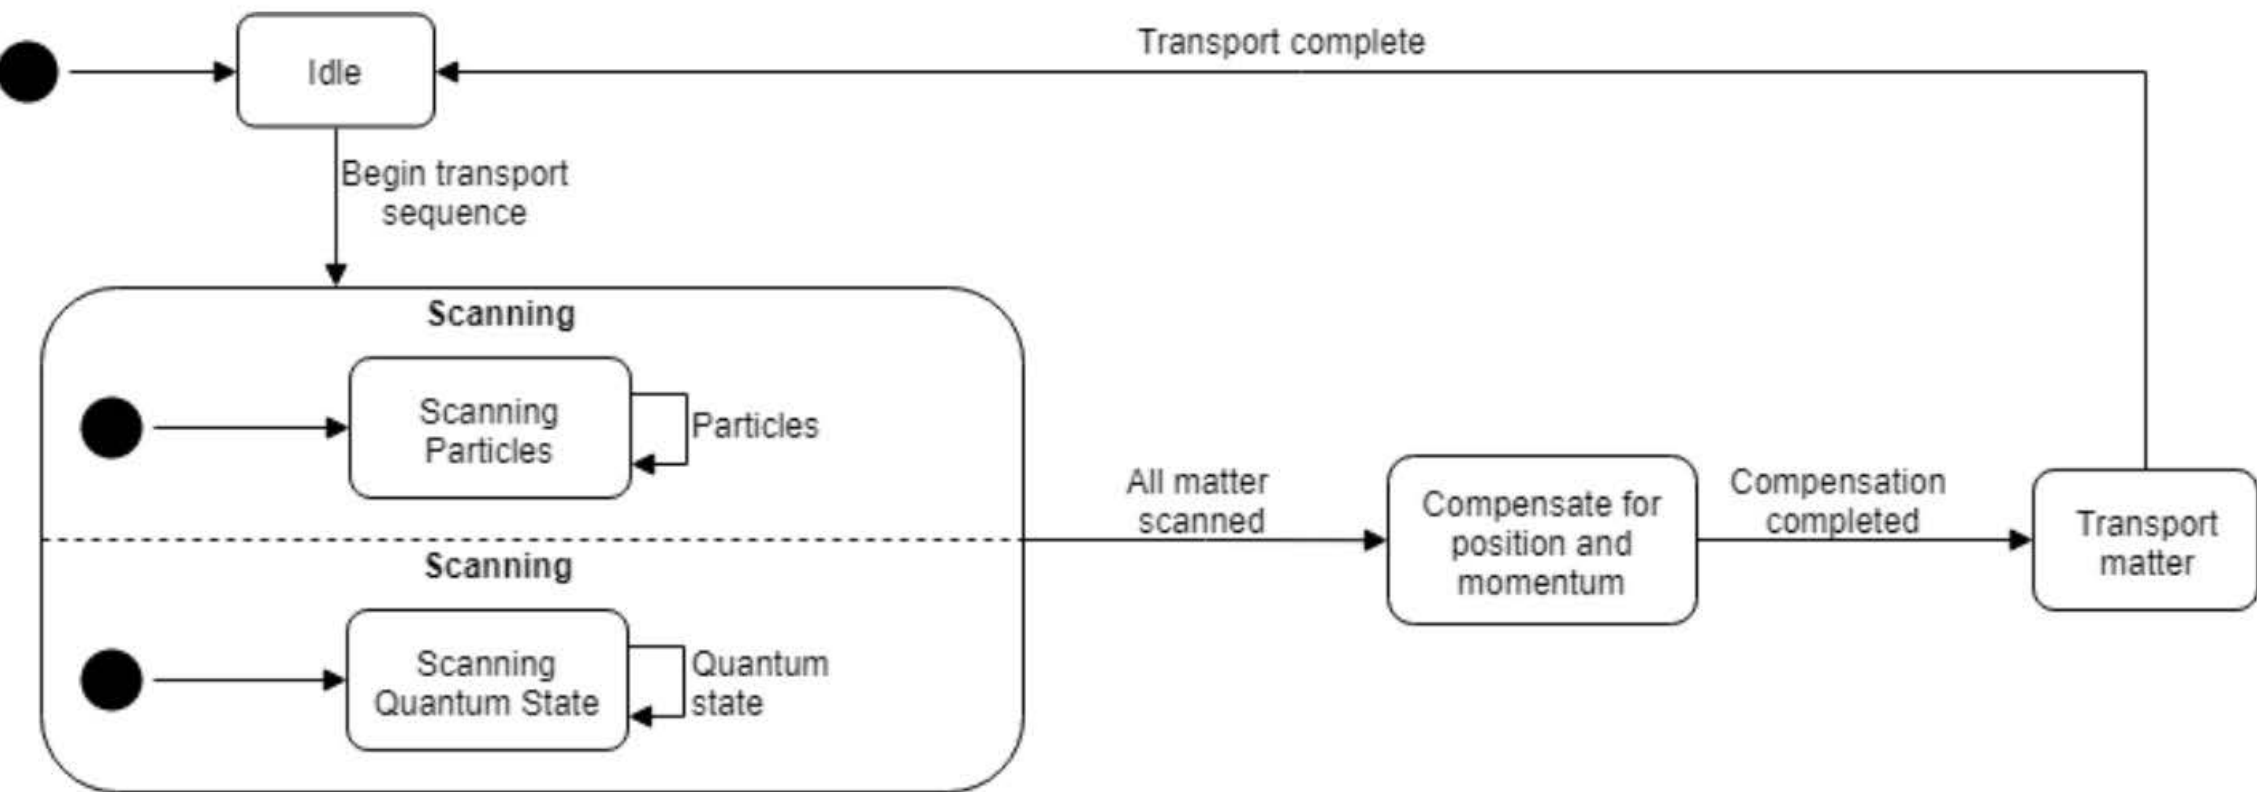 Transport complete
Idle
Begin transport
sequence
Scanning
Scanning
Particles
Particles
All matter
scanned
Compensate for
position and
momentum
Compensation
completed
Transport
matter
Scanning
Scanning
Quantum State
Quantum
state